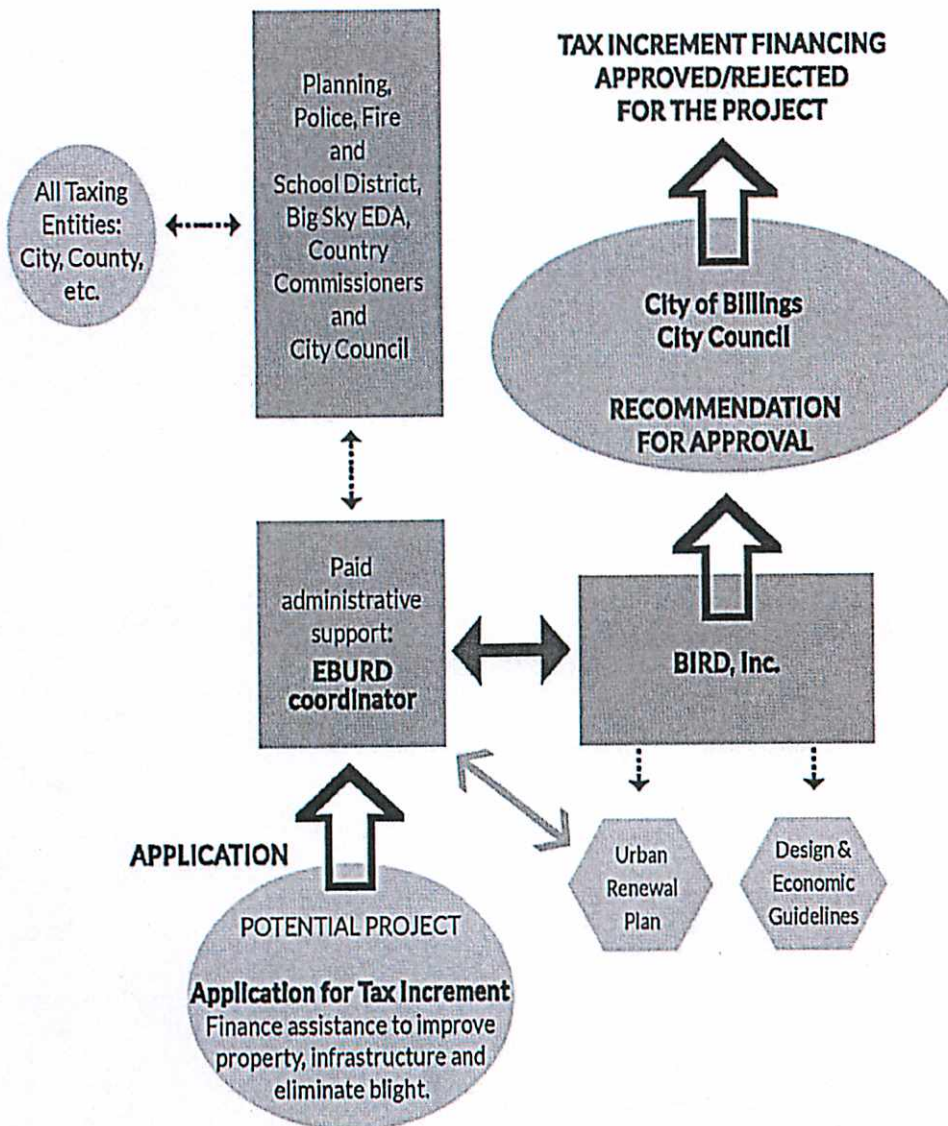 TAX INCREMENT FINANCING
APPROVED/REJECTED
FOR THE PROJECT
Planning,
Police, Fire
and
School District,
Big Sky EDA,
Country
Commissioners
and
City Council
All Taxing
Entities:
City, County,
etc.
City of Billings
City Council
RECOMMENDATION
FOR APPROVAL
Paid
administrative
support:
EBURD
coordinator
BIRD, Inc.
Urban
Renewal
Plan
Design &
Economic
Guidelines
APPLICATION
POTENTIAL PROJECT
Application for Tax Increment
Finance assistance to improve
property, infrastructure and
eliminate blight.